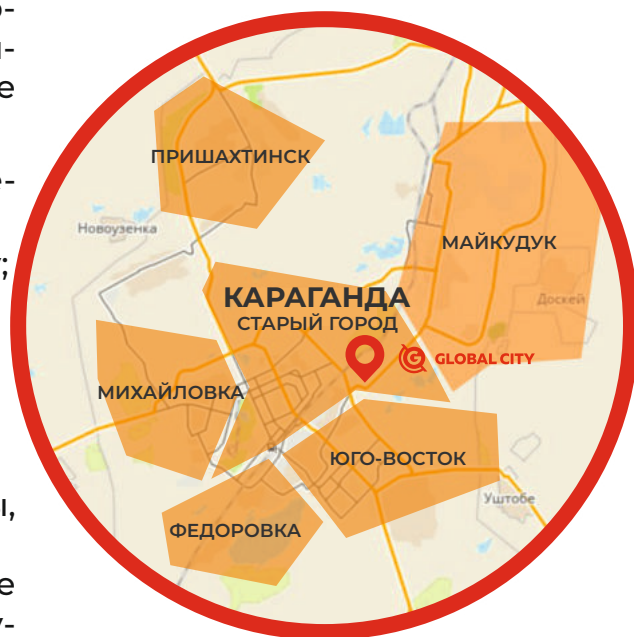 ПРИШАХТИНСК
Новоузенка
МАЙКУДУК
Доскей
КАРАГАНДА
СТАРЫЙ ГОРОД
GLOBAL CITY
МИХАЙЛОВКА
ЮГО-ВОСТОК
Уштобе
ФЕДОРОВКА